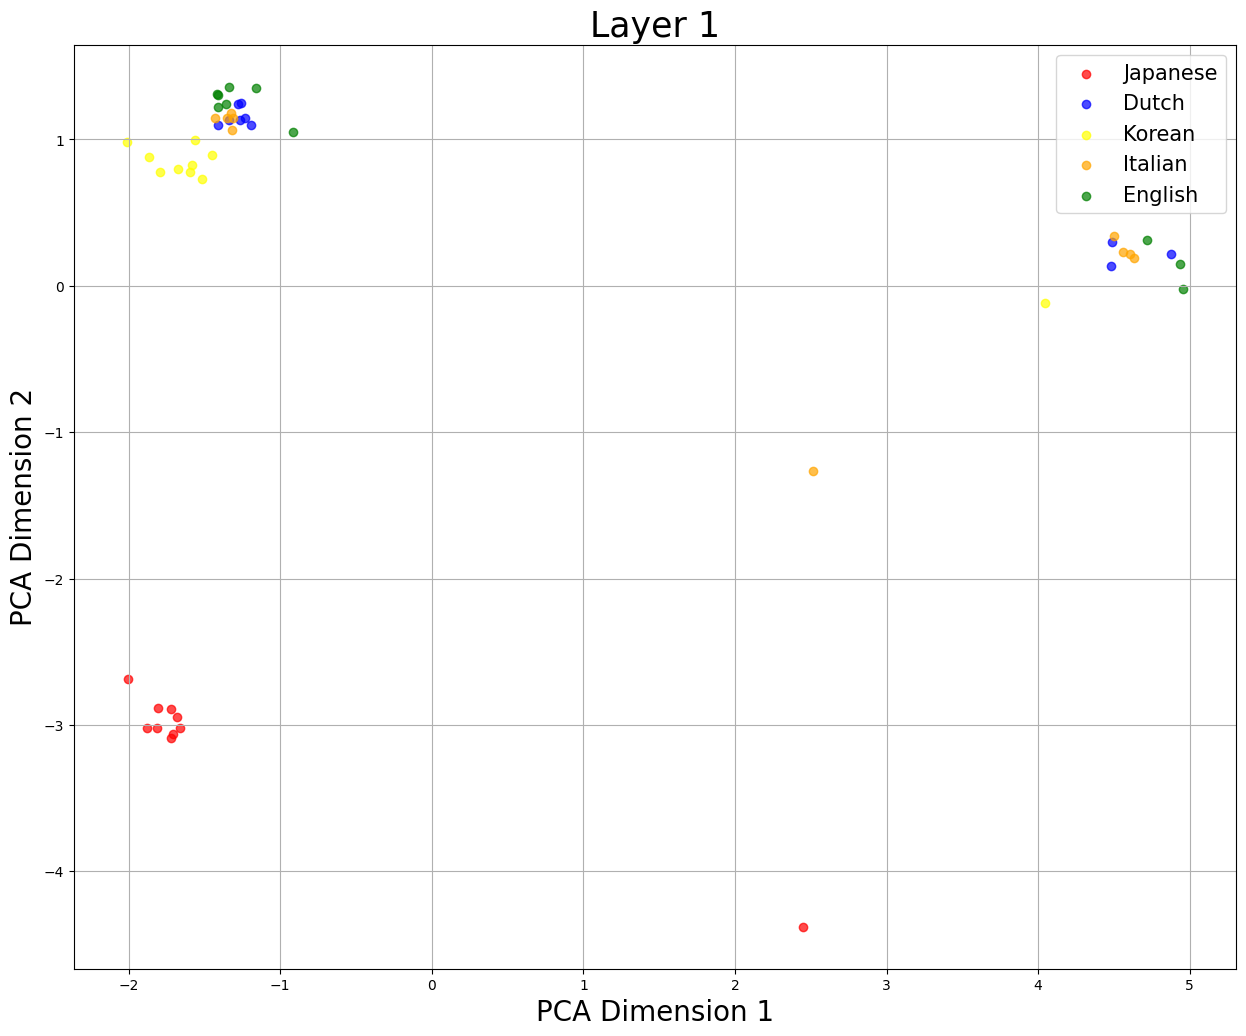 Layer 1
Japanese
Dutch
Korean
Italian
English
PCA Dimension 2
1
0
−1
−2
−3
−4
−2
−1
0
1
2
3
4
5
PCA Dimension 1